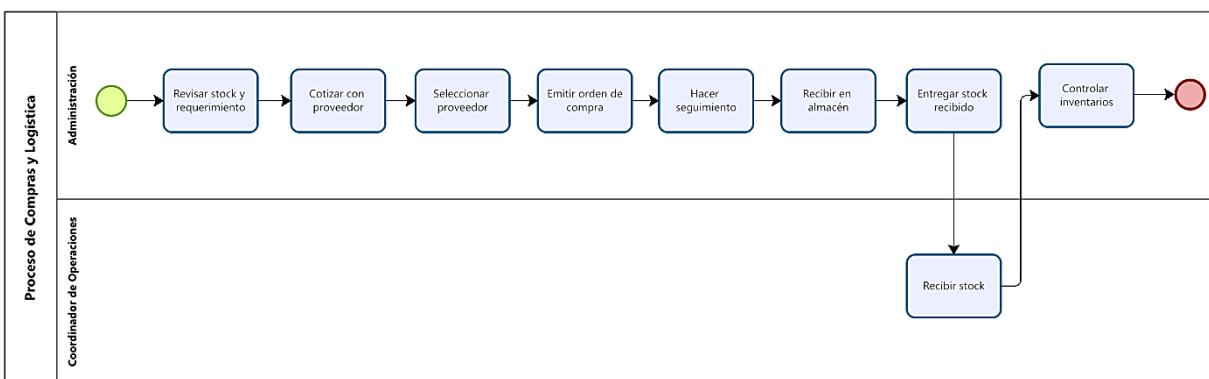 Proceso de Compras y Logística
Administración
Revisar stock y
requerimiento
Cotizar con
proveedor
Seleccionar
proveedor
Emitir orden de
compra
Hacer
seguimiento
Recibir en
almacén
Entregar stock
recibido
Controlar
inventarios
Coordinador de Operaciones
Recibir stock